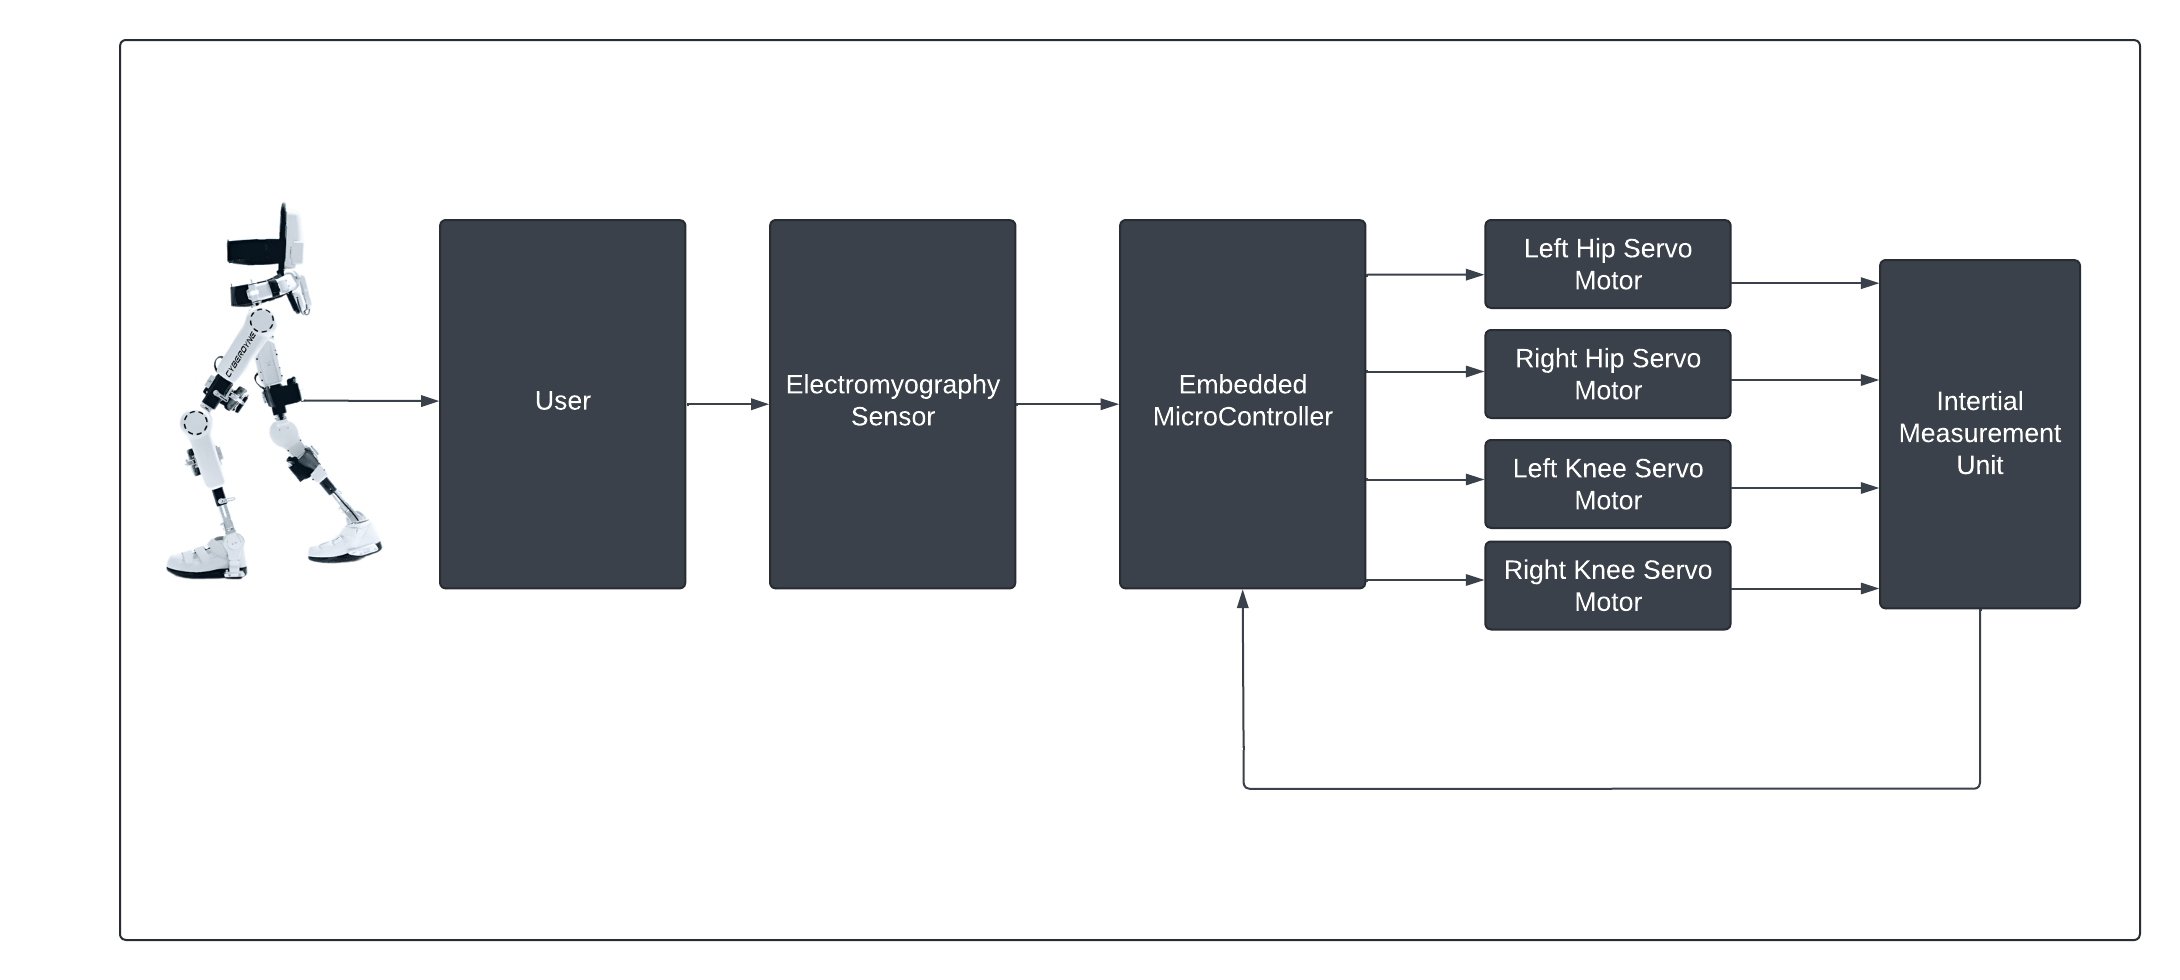 CYBERDYNE
User
Electromyography
Sensor
Embedded
MicroController
Left Hip Servo
Motor
Right Hip Servo
Motor
Left Knee Servo
Motor
Right Knee Servo
Motor
Intertial
Measurement
Unit